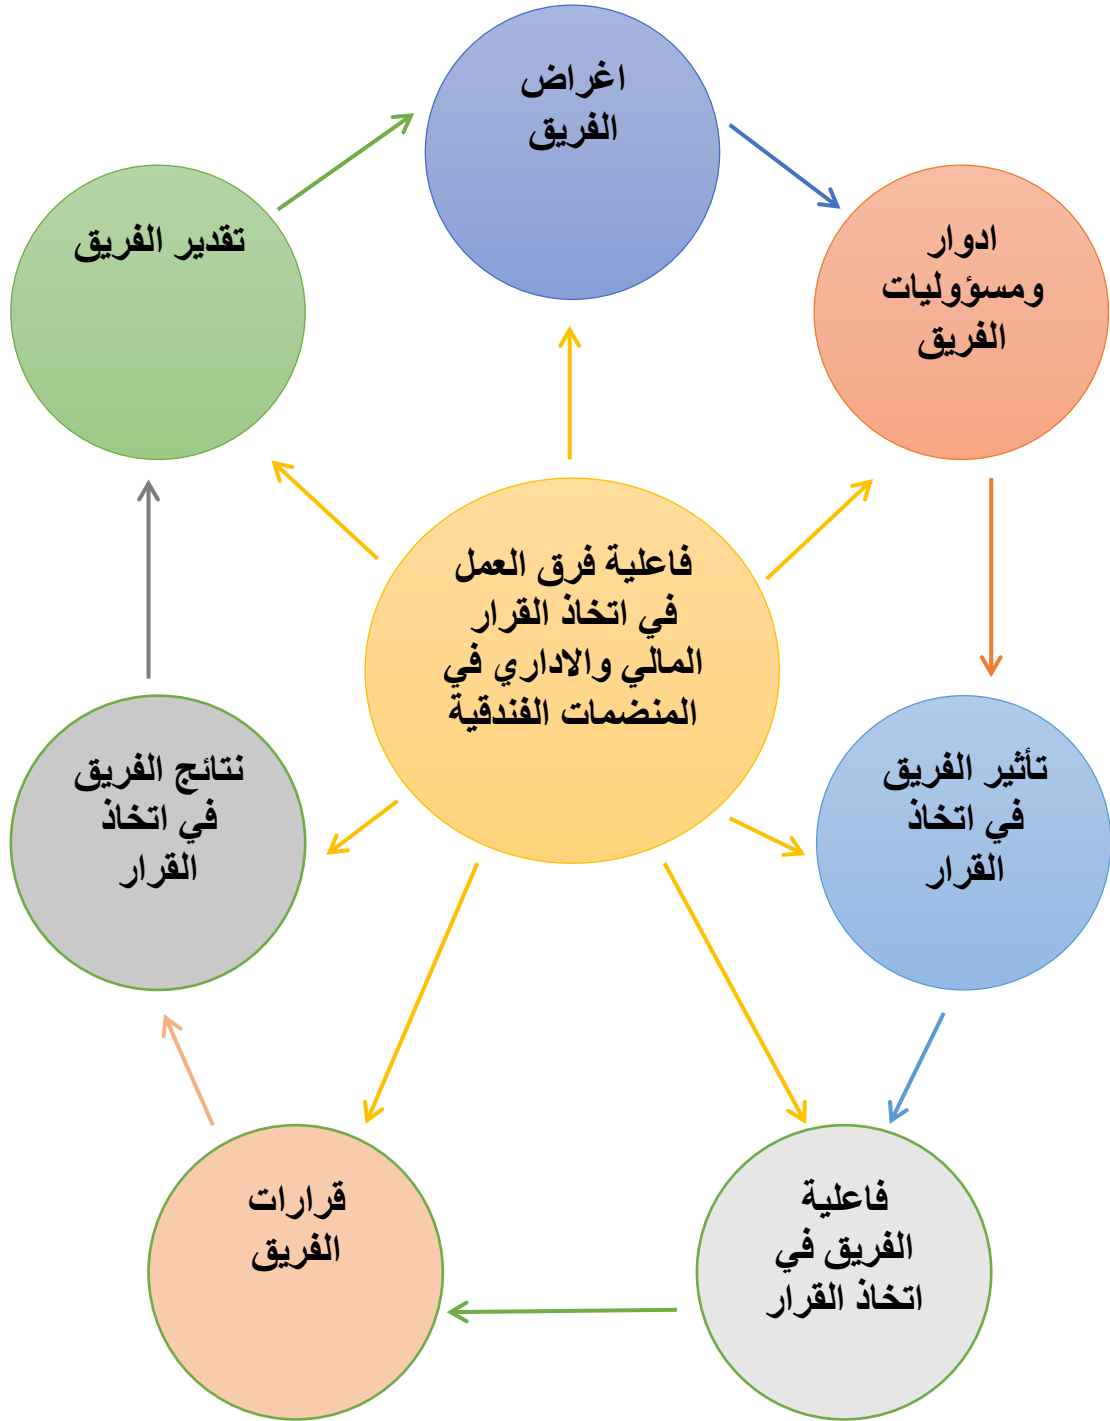 اغراض
الفريق
ادوار
ومسؤوليات
الفريق
تقدير الفريق
فاعلية فرق العمل
في اتخاذ القرار
المالي والاداري في
المنضمات الفندقية
تأثير الفريق
في اتخاذ
القرار
نتائج الفريق
في اتخاذ
القرار
فاعلية
الفريق في
اتخاذ القرار
قرارات
الفريق